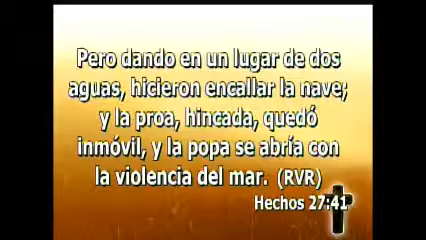 Pero dando en un lugar de dos
aguas, hicieron encallar la nave;
y la proa, hincada, quedó
inmóvil, y la popa se abría con
la violencia del mar. (RVR)
Hechos 27:41